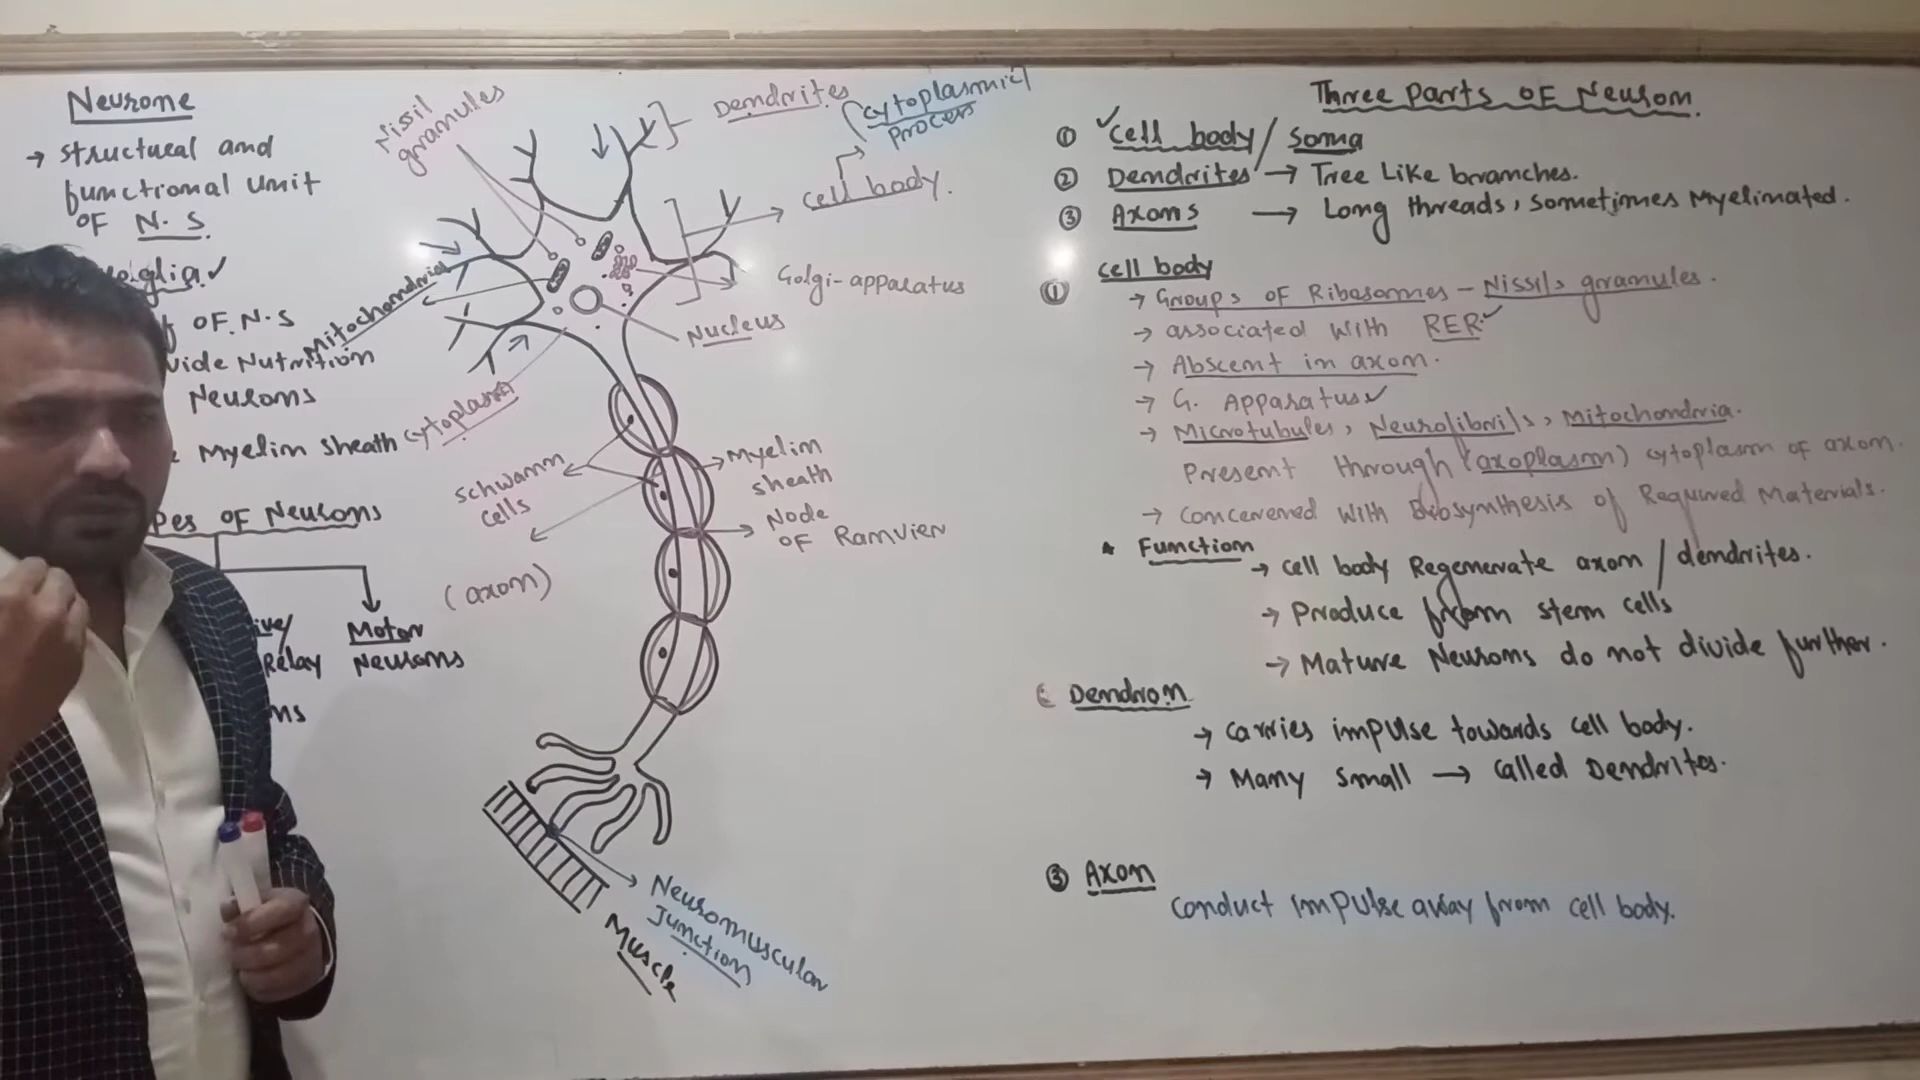 Neurone
→ structural and
functional unit
OF N.S.
OF N.S
Nutrition
Neurons
Myelin sheath
OF Neurons
Relay
Motor
Neurons
Nissil
granules
Dendrites
(cytoplasmic
Process
cell body.
Mitochondria
Golgi-apparatus
Nucleus
cytoplasm
Schwann
cells
Myelin
sheath
Node
OF Ranvier
(axon)
Neuromuscular
Junction
Muscle
Three Parts OF Neuron
① ✓cell body/ Soma
② Dendrites → Tree Like branches.
③ Axons → Long threads, Sometimes Myelinated.
① cell body
→ Groups OF Ribosomes - Nissils granules.
→ associated with RER✓
→ Abscent in axon.
→ G. Apparatus✓
→ Microtubules, Neurofibrils, Mitochondria.
Present through (axoplasm) cytoplasm of axon.
→ concerened with Biosynthesis of Required Materials.
Function
→ cell body Regenerate axon / dendrites.
→ Produce from stem cells
→ Mature Neurons do not divide further.
Dendron
→ carries impulse towards cell body.
→ Many small → called Dendrites.
③ Axon
conduct impulse away from cell body.